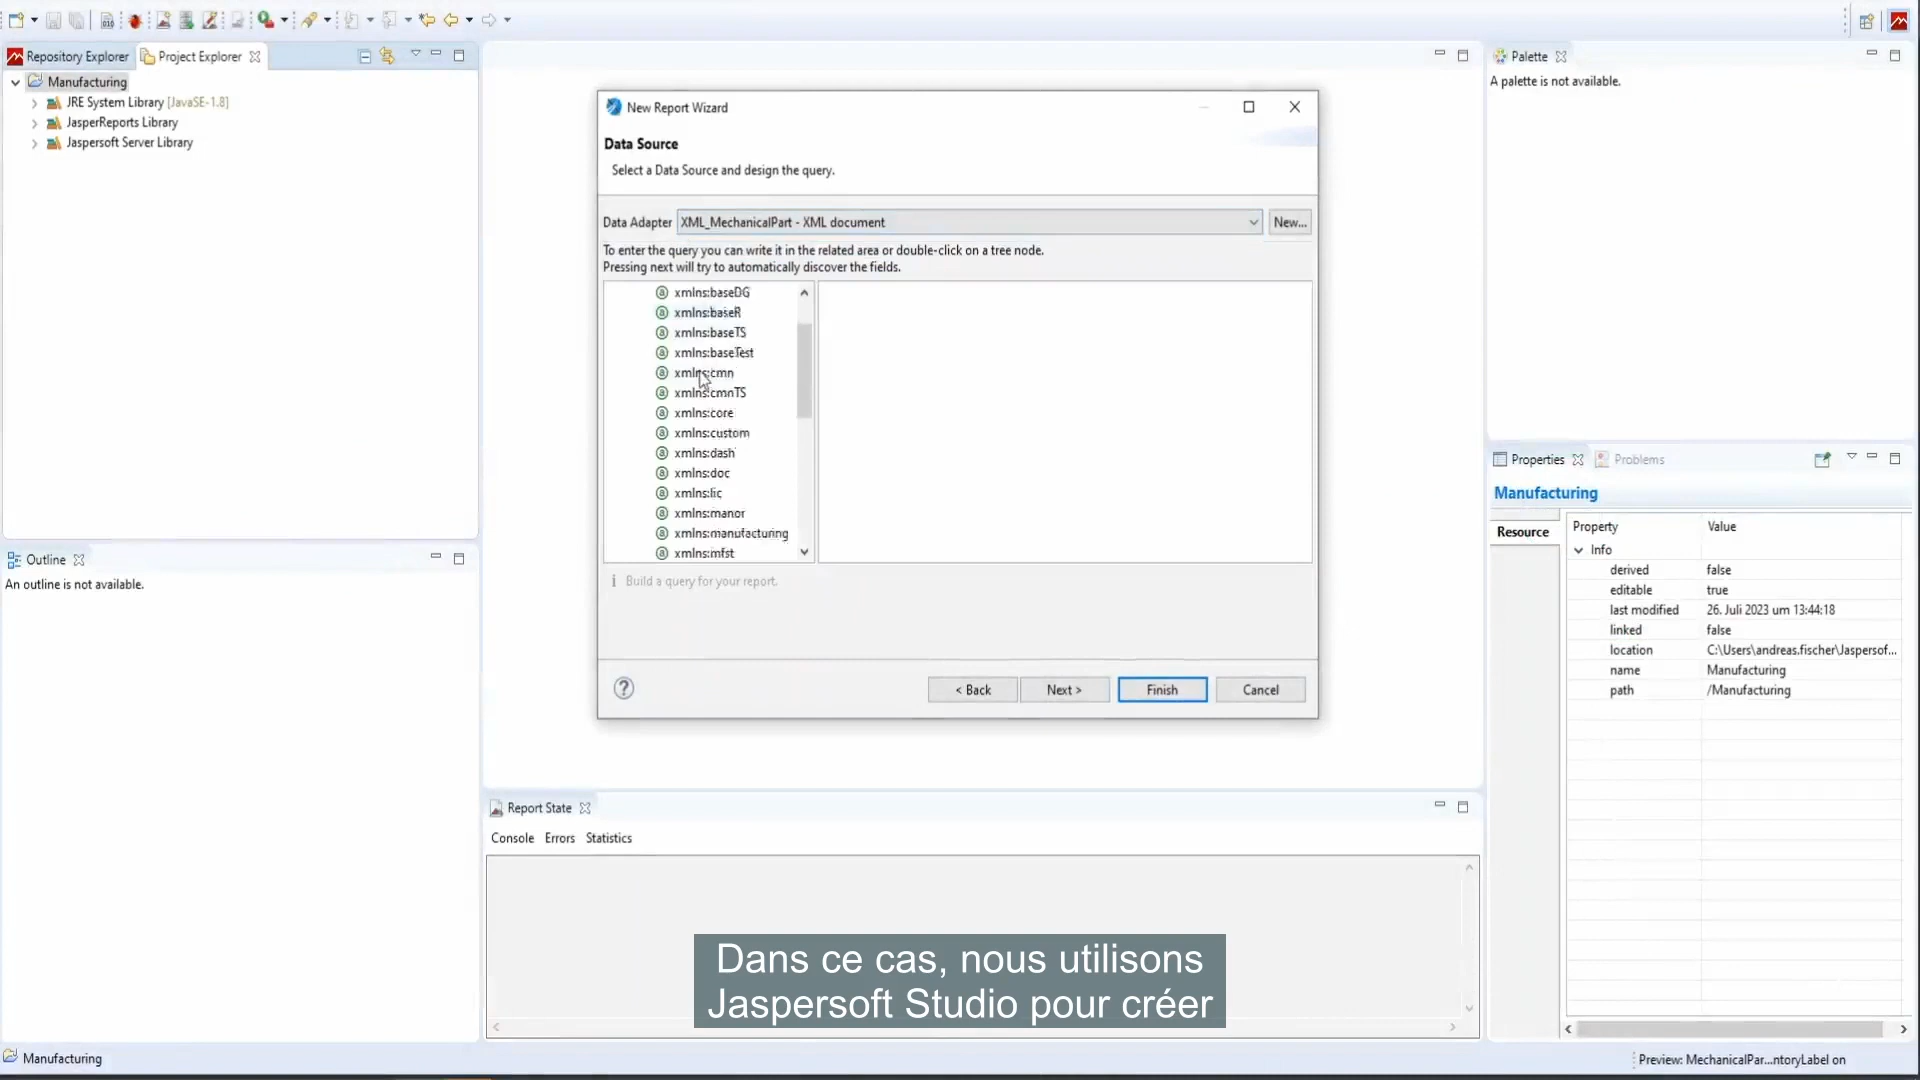 Repository Explorer
Project Explorer
Manufacturing
JRE System Library [JavaSE-1.8]
JasperReports Library
Jaspersoft Server Library
Outline
An outline is not available.
New Report Wizard
Data Source
Select a Data Source and design the query.
Data Adapter
XML_MechanicalPart - XML document
New...
To enter the query you can write it in the related area or double-click on a tree node.
Pressing next will try to automatically discover the fields.
xmlns:baseDG
xmlns:baseR
xmlns:baseTS
xmlns:baseTest
xmlns:cmn
xmlns:cmnTS
xmlns:core
xmlns:custom
xmlns:dash
xmlns:doc
xmlns:lic
xmlns:manor
xmlns:manufacturing
xmlns:mfst
Build a query for your report.
< Back
Next >
Finish
Cancel
Palette
A palette is not available.
Properties
Problems
Manufacturing
Resource
Property Value
Info
derived false
editable true
last modified 26. Juli 2023 um 13:44:18
linked false
location C:\Users\andreas.fischer\Jaspersof...
name Manufacturing
path /Manufacturing
Report State
Console Errors Statistics
Dans ce cas, nous utilisons
Jaspersoft Studio pour créer
Manufacturing
Preview: MechanicalPar...ntoryLabel on